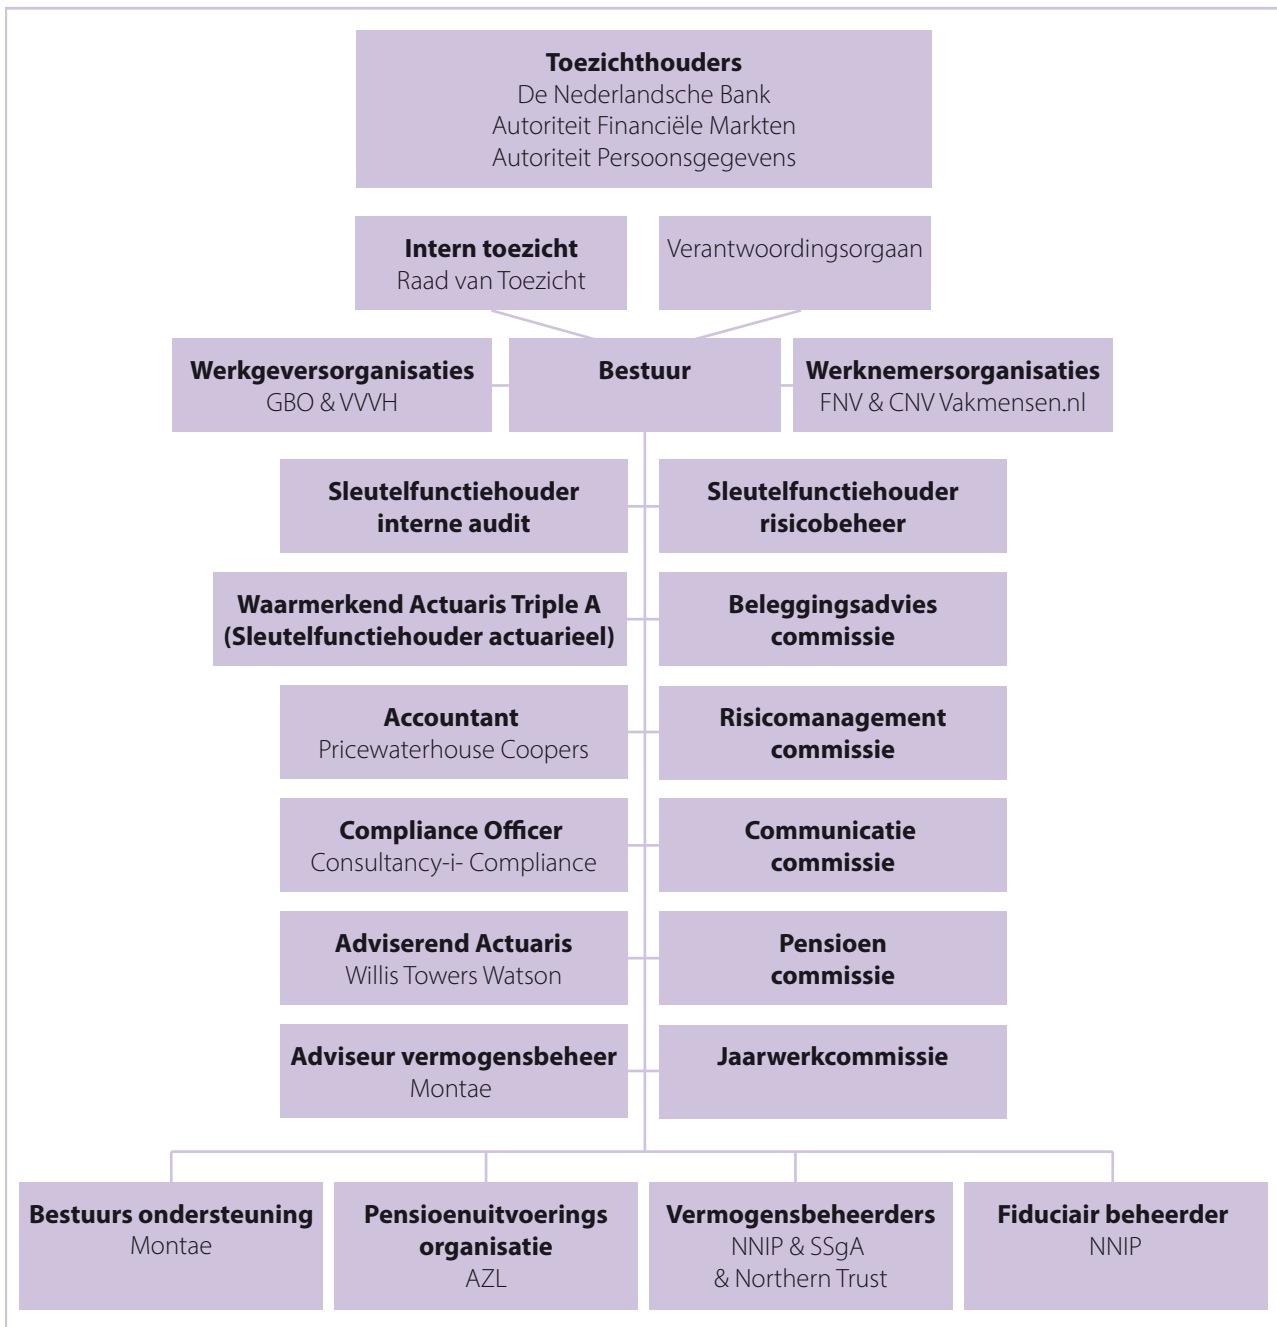 Toezichthouders
De Nederlandsche Bank
Autoriteit Financiële Markten
Autoriteit Persoonsgegevens
Intern toezicht
Raad van Toezicht
Verantwoordingsorgaan
Werkgeversorganisaties
GBO & VVVH
Bestuur
Werknemersorganisaties
FNV & CNV Vakmensen.nl
Sleutelfunctiehouder
interne audit
Sleutelfunctiehouder
risicobeheer
Waarmerkend Actuaris Triple A
(Sleutelfunctiehouder actuarieel)
Beleggingsadvies
commissie
Accountant
Pricewaterhouse Coopers
Risicomanagement
commissie
Compliance Officer
Consultancy-i- Compliance
Communicatie
commissie
Adviserend Actuaris
Willis Towers Watson
Pensioen
commissie
Adviseur vermogensbeheer
Montae
Jaarwerkcommissie
Bestuurs ondersteuning
Montae
Pensioenuitvoerings
organisatie
AZL
Vermogensbeheerders
NNIP & SSgA
& Northern Trust
Fiduciair beheerder
NNIP